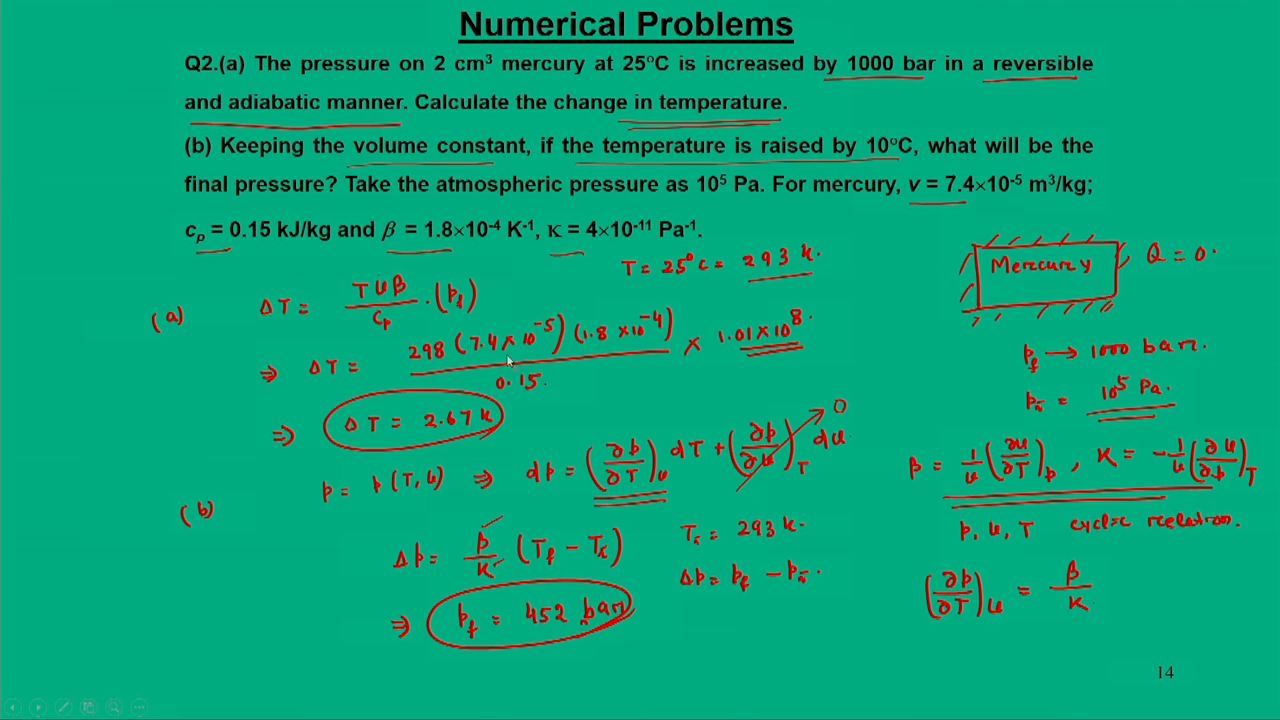 Numerical Problems
Q2.(a) The pressure on 2 cm³ mercury at 25°C is increased by 1000 bar in a reversible
and adiabatic manner. Calculate the change in temperature.
(b) Keeping the volume constant, if the temperature is raised by 10°C, what will be the
final pressure? Take the atmospheric pressure as 10⁵ Pa. For mercury, v = 7.4×10⁻⁵ m³/kg;
cₚ = 0.15 kJ/kg and β = 1.8×10⁻⁴ K⁻¹, κ = 4×10⁻¹¹ Pa⁻¹.
T = 25°C = 293 K.
Mercury Q = 0.
(a) ΔT = TVβ/Cp · (Pf)
⇒ ΔT = 298 (7.4×10⁻⁵)(1.8×10⁻⁴)/0.15 × 1.01×10⁸.
Pf → 1000 bar.
Pi = 10⁵ Pa.
⇒ ΔT = 2.67 K
(b) p = p(T, v) ⇒ dp = (∂p/∂T)v dT + (∂p/∂v)T dv 0
β = 1/v (∂v/∂T)p, K = -1/v (∂v/∂p)T
p, v, T cyclic relation.
Δp = β/K (Tf – Ti)
Ti = 293 K.
Δp = pf – pi.
(∂p/∂T)v = β/K
⇒ pf = 452 bar
14